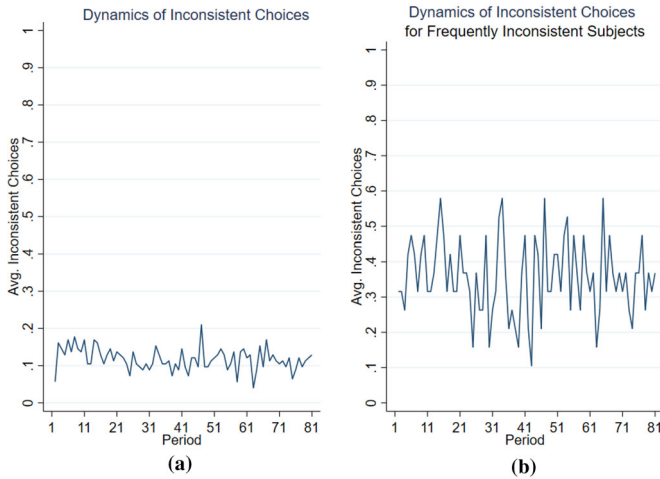 Dynamics of Inconsistent Choices
Avg. Inconsistent Choices
0 .1 .2 .3 .4 .5 .6 .7 .8 .9 1
1 11 21 31 41 51 61 71 81
Period
(a)
Dynamics of Inconsistent Choices
for Frequently Inconsistent Subjects
Avg. Inconsistent Choices
0 .1 .2 .3 .4 .5 .6 .7 .8 .9 1
1 11 21 31 41 51 61 71 81
Period
(b)